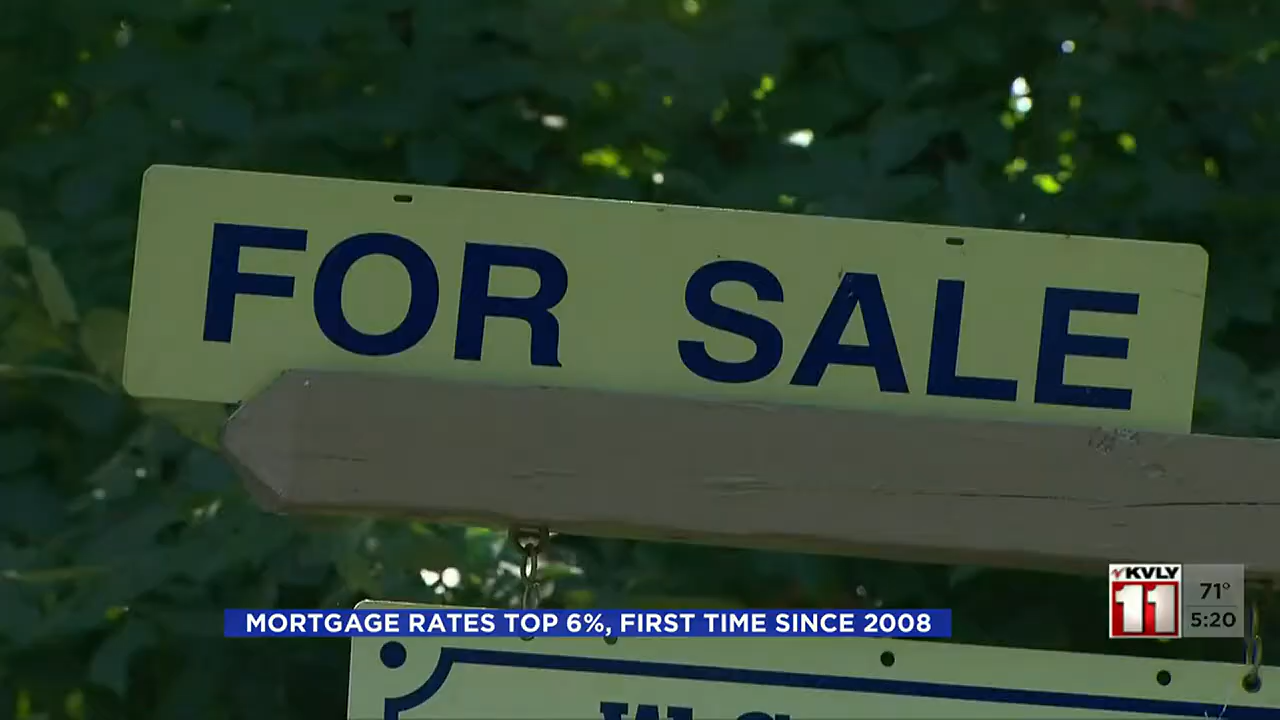 FOR SALE
MORTGAGE RATES TOP 6%, FIRST TIME SINCE 2008
KVLY
11
71°
5:20